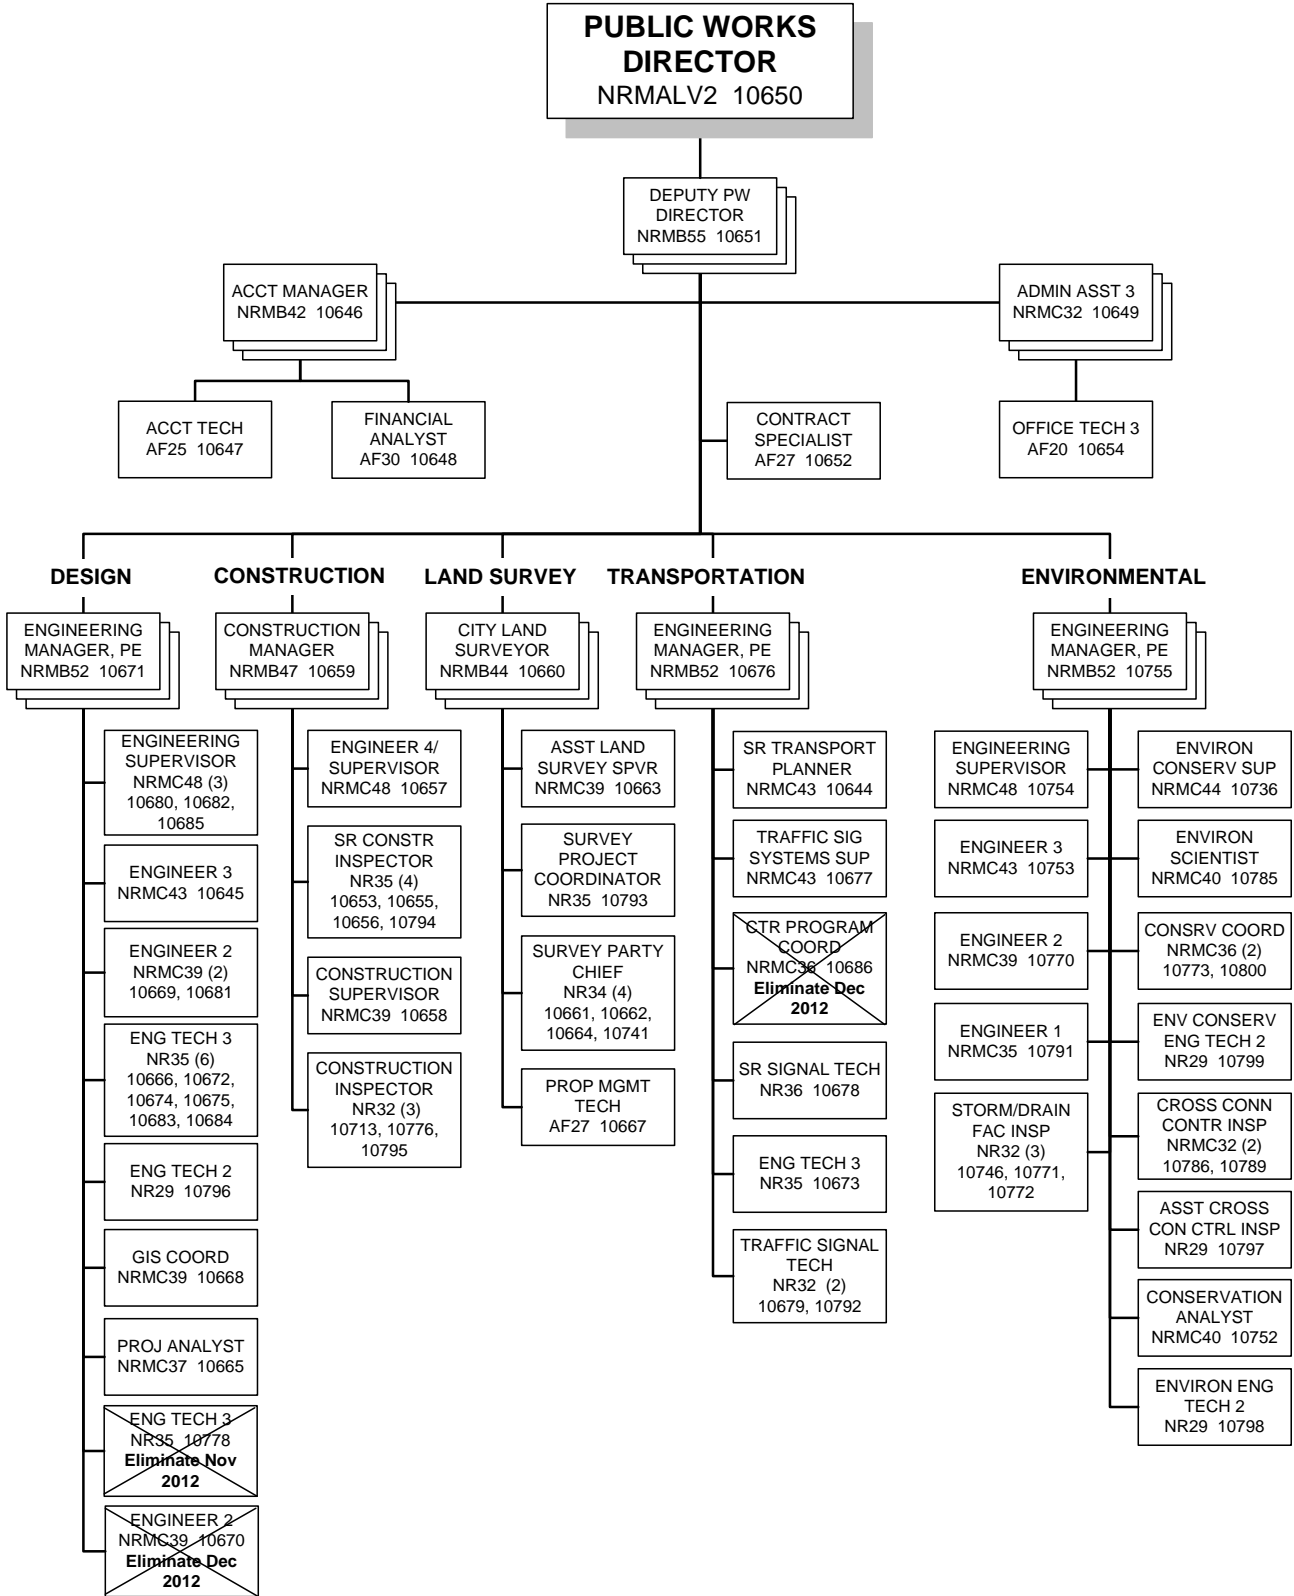 PUBLIC WORKS
DIRECTOR
NRMALV2 10650
DEPUTY PW
DIRECTOR
NRMB55 10651
ACCT MANAGER
NRMB42 10646
ADMIN ASST 3
NRMC32 10649
ACCT TECH
AF25 10647
FINANCIAL
ANALYST
AF30 10648
CONTRACT
SPECIALIST
AF27 10652
OFFICE TECH 3
AF20 10654
DESIGN
ENGINEERING
MANAGER, PE
NRMB52 10671
ENGINEERING
SUPERVISOR
NRMC48 (3)
10680, 10682,
10685
ENGINEER 3
NRMC43 10645
ENGINEER 2
NRMC39 (2)
10669, 10681
ENG TECH 3
NR35 (6)
10666, 10672,
10674, 10675,
10683, 10684
ENG TECH 2
NR29 10796
GIS COORD
NRMC39 10668
PROJ ANALYST
NRMC37 10665
ENG TECH 3
NR35 10778
Eliminate Nov
2012
ENGINEER 2
NRMC39 10670
Eliminate Dec
2012
CONSTRUCTION
CONSTRUCTION
MANAGER
NRMB47 10659
ENGINEER 4/
SUPERVISOR
NRMC48 10657
SR CONSTR
INSPECTOR
NR35 (4)
10653, 10655,
10656, 10794
CONSTRUCTION
SUPERVISOR
NRMC39 10658
CONSTRUCTION
INSPECTOR
NR32 (3)
10713, 10776,
10795
LAND SURVEY
CITY LAND
SURVEYOR
NRMB44 10660
ASST LAND
SURVEY SPVR
NRMC39 10663
SURVEY
PROJECT
COORDINATOR
NR35 10793
SURVEY PARTY
CHIEF
NR34 (4)
10661, 10662,
10664, 10741
PROP MGMT
TECH
AF27 10667
TRANSPORTATION
ENGINEERING
MANAGER, PE
NRMB52 10676
SR TRANSPORT
PLANNER
NRMC43 10644
TRAFFIC SIG
SYSTEMS SUP
NRMC43 10677
CTR PROGRAM
COORD
NRMC36 10686
Eliminate Dec
2012
SR SIGNAL TECH
NR36 10678
ENG TECH 3
NR35 10673
TRAFFIC SIGNAL
TECH
NR32 (2)
10679, 10792
ENVIRONMENTAL
ENGINEERING
MANAGER, PE
NRMB52 10755
ENGINEERING
SUPERVISOR
NRMC48 10754
ENGINEER 3
NRMC43 10753
ENGINEER 2
NRMC39 10770
ENGINEER 1
NRMC35 10791
STORM/DRAIN
FAC INSP
NR32 (3)
10746, 10771,
10772
ENVIRON
CONSERV SUP
NRMC44 10736
ENVIRON
SCIENTIST
NRMC40 10785
CONSRV COORD
NRMC36 (2)
10773, 10800
ENV CONSERV
ENG TECH 2
NR29 10799
CROSS CONN
CONTR INSP
NRMC32 (2)
10786, 10789
ASST CROSS
CON CTRL INSP
NR29 10797
CONSERVATION
ANALYST
NRMC40 10752
ENVIRON ENG
TECH 2
NR29 10798